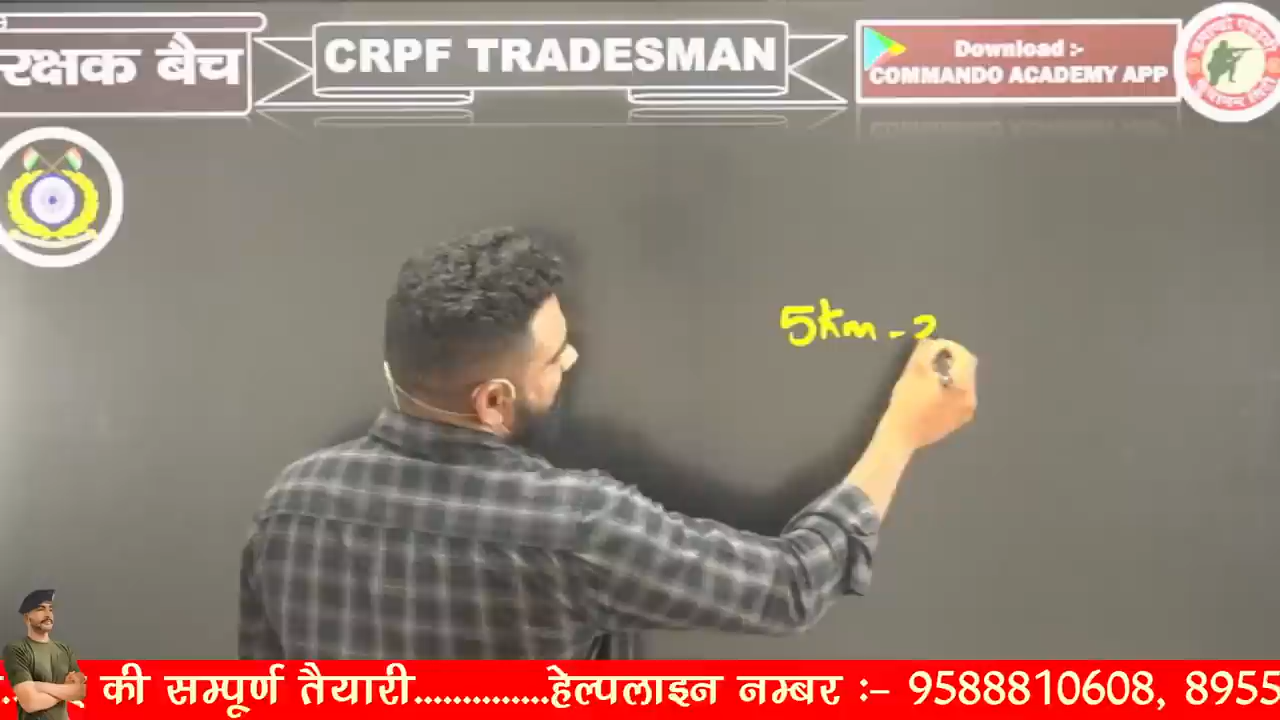 रक्षक बैच
CRPF TRADESMAN
Download :-
COMMANDO ACADEMY APP
5km - 2
की सम्पूर्ण तैयारी.............हेल्पलाइन नम्बर :- 9588810608, 8955